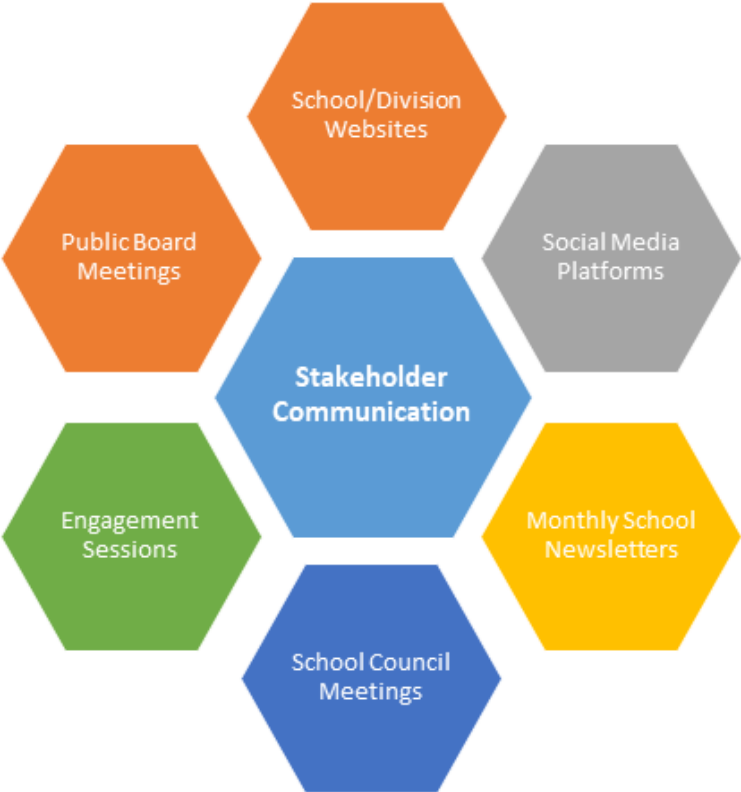 School/Division
Websites
Public Board
Meetings
Social Media
Platforms
Stakeholder
Communication
Engagement
Sessions
Monthly School
Newsletters
School Council
Meetings